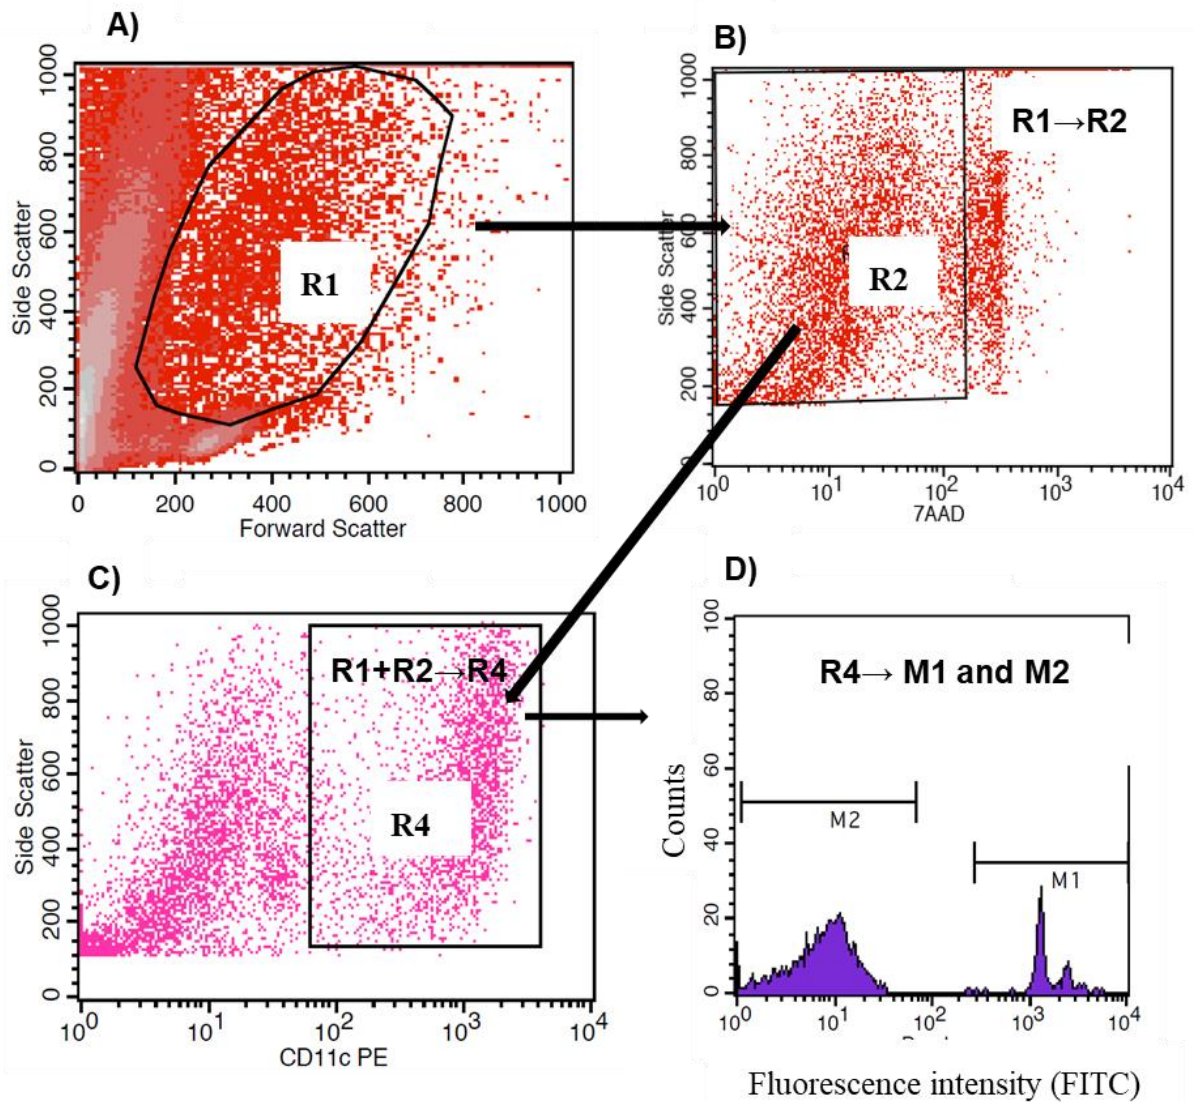 A)
1000
800
600
400
200
0
Side Scatter
R1
0 200 400 600 800 1000
Forward Scatter
B)
1000
800
600
400
200
Side Scatter
R1→R2
R2
10^0 10^1 10^2 10^3 10^4
7AAD
C)
1000
800
600
400
200
0
Side Scatter
R1+R2→R4
R4
10^0 10^1 10^2 10^3 10^4
CD11c PE
D)
100
80
60
40
20
0
Counts
R4→ M1 and M2
M2
M1
10^0 10^1 10^2 10^3 10^4
Fluorescence intensity (FITC)